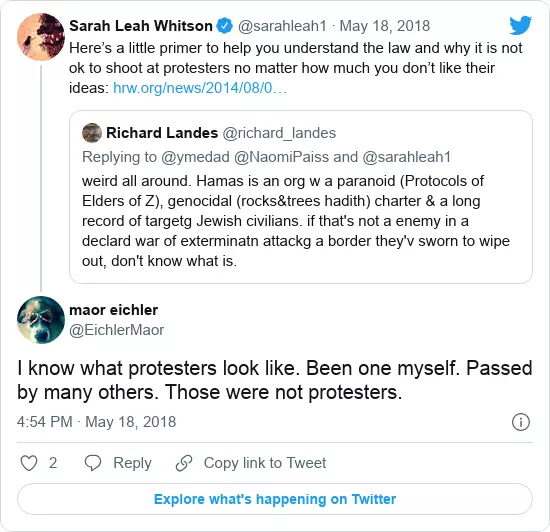 Sarah Leah Whitson @sarahleah1 · May 18, 2018
Here’s a little primer to help you understand the law and why it is not
ok to shoot at protesters no matter how much you don’t like their
ideas: hrw.org/news/2014/08/0…
Richard Landes @richard_landes
Replying to @ymedad @NaomiPaiss and @sarahleah1
weird all around. Hamas is an org w a paranoid (Protocols of
Elders of Z), genocidal (rocks&trees hadith) charter & a long
record of targetg Jewish civilians. if that's not a enemy in a
declard war of exterminatn attackg a border they'v sworn to wipe
out, don't know what is.
maor eichler
@EichlerMaor
I know what protesters look like. Been one myself. Passed
by many others. Those were not protesters.
4:54 PM · May 18, 2018
2 Reply Copy link to Tweet
Explore what's happening on Twitter